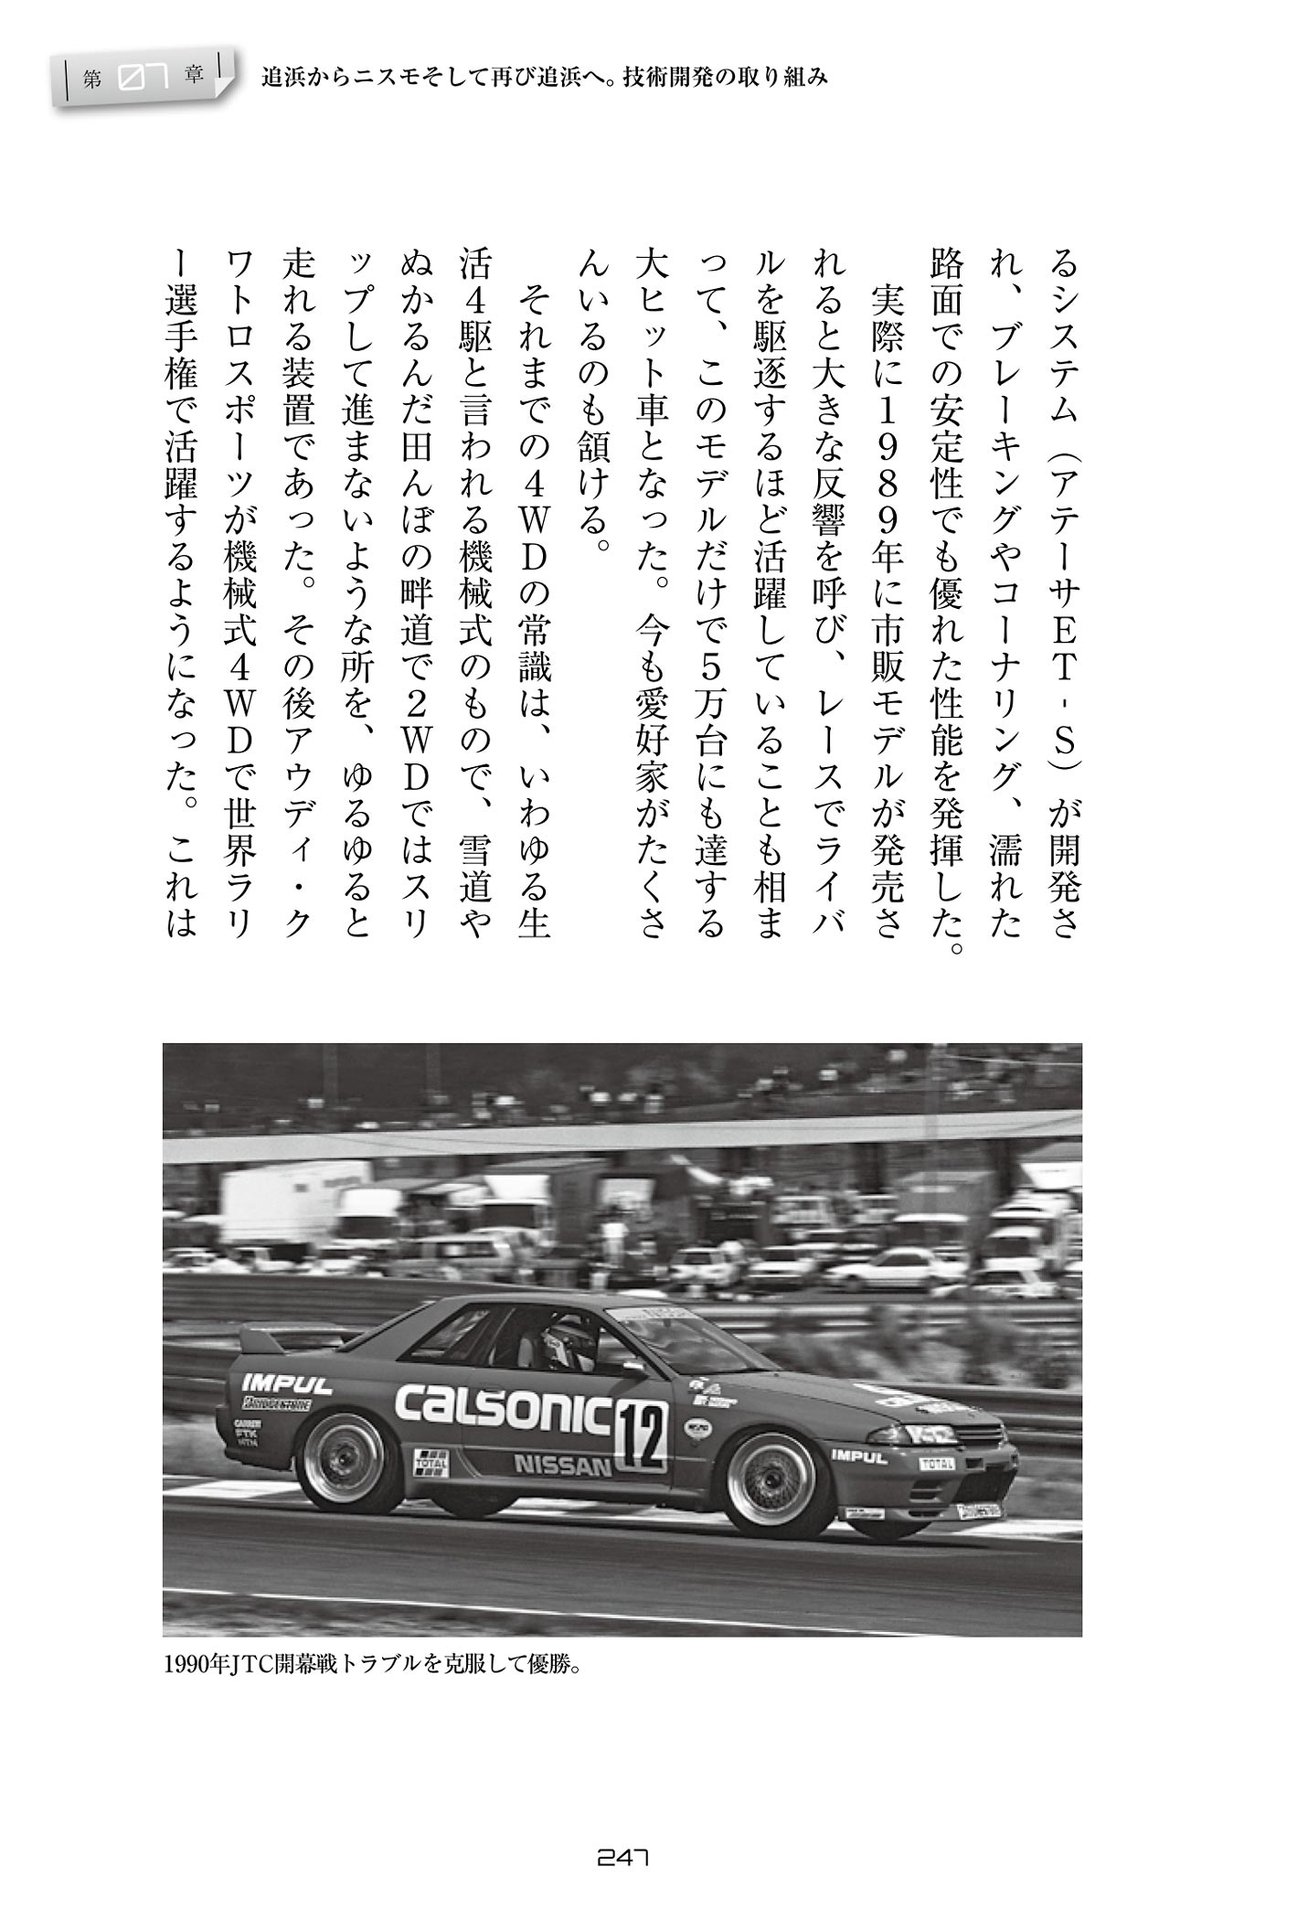 第07章
追浜からニスモそして再び追浜へ。技術開発の取り組み
るシステム（アテーサET-S）が開発さ
れ、ブレーキングやコーナリング、濡れた
路面での安定性でも優れた性能を発揮した。
実際に1989年に市販モデルが発売さ
れると大きな反響を呼び、レースでライバ
ルを駆逐するほど活躍していることも相ま
って、このモデルだけで5万台にも達する
大ヒット車となった。今も愛好家がたくさ
んいるのも頷ける。
それまでの4WDの常識は、いわゆる生
活4駆と言われる機械式のもので、雪道や
ぬかるんだ田んぼの畔道で2WDではスリ
ップして進まないような所を、ゆるゆると
走れる装置であった。その後アウディ・ク
ワトロスポーツが機械式4WDで世界ラリ
ー選手権で活躍するようになった。これは
IMPUL
BRIDGESTONE
CALSONIC
12
TOTAL
NISSAN
IMPUL
TOTAL
1990年JTC開幕戦トラブルを克服して優勝。
247